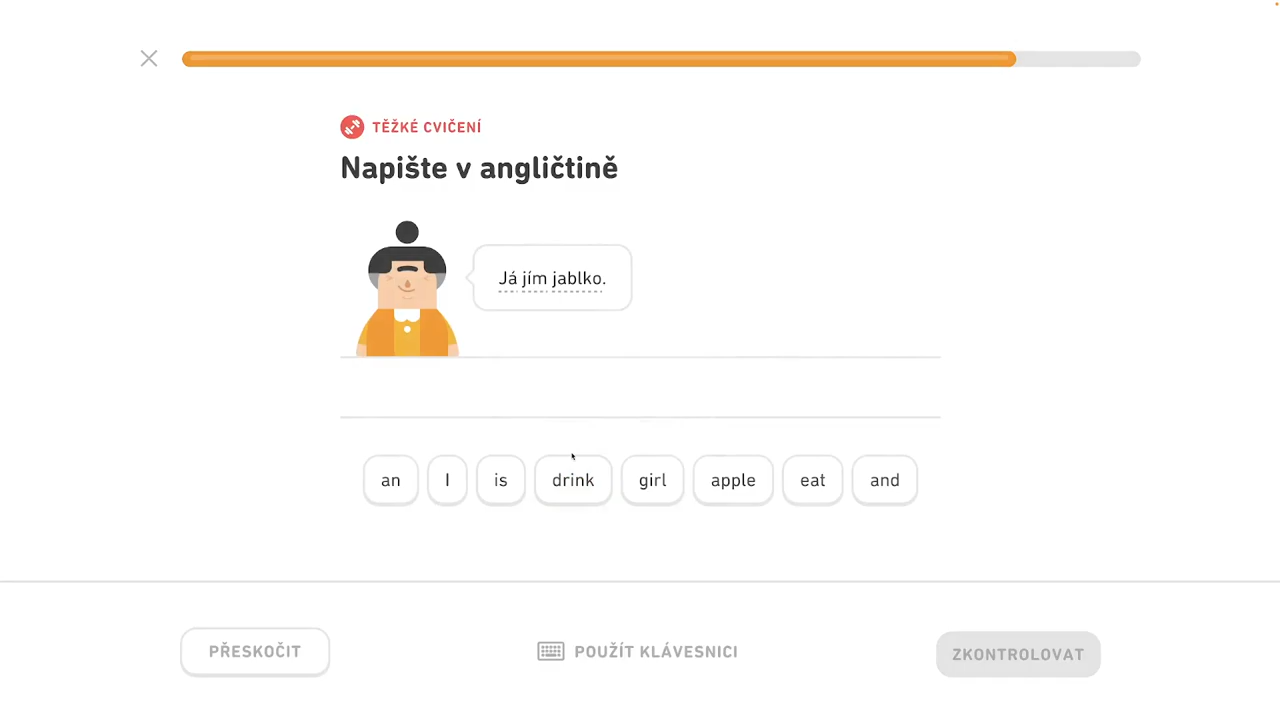 TĚŽKÉ CVIČENÍ
Napište v angličtině
Já jím jablko.
an I is drink girl apple eat and
PŘESKOČIT POUŽÍT KLÁVESNICI ZKONTROLOVAT